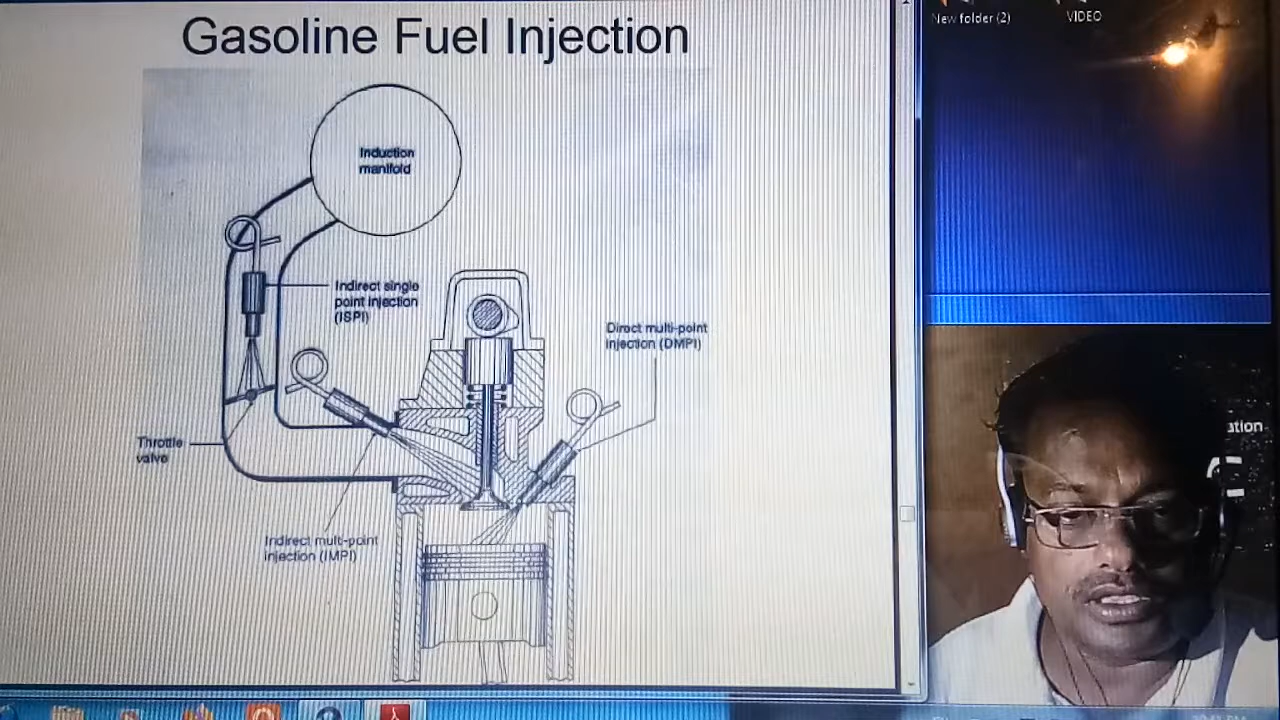 Gasoline Fuel Injection
New folder (2)
VIDEO
Induction
manifold
Indirect single
point injection
(ISPI)
Direct multi-point
injection (DMPI)
Throttle
valve
Indirect multi-point
injection (IMPI)
ation